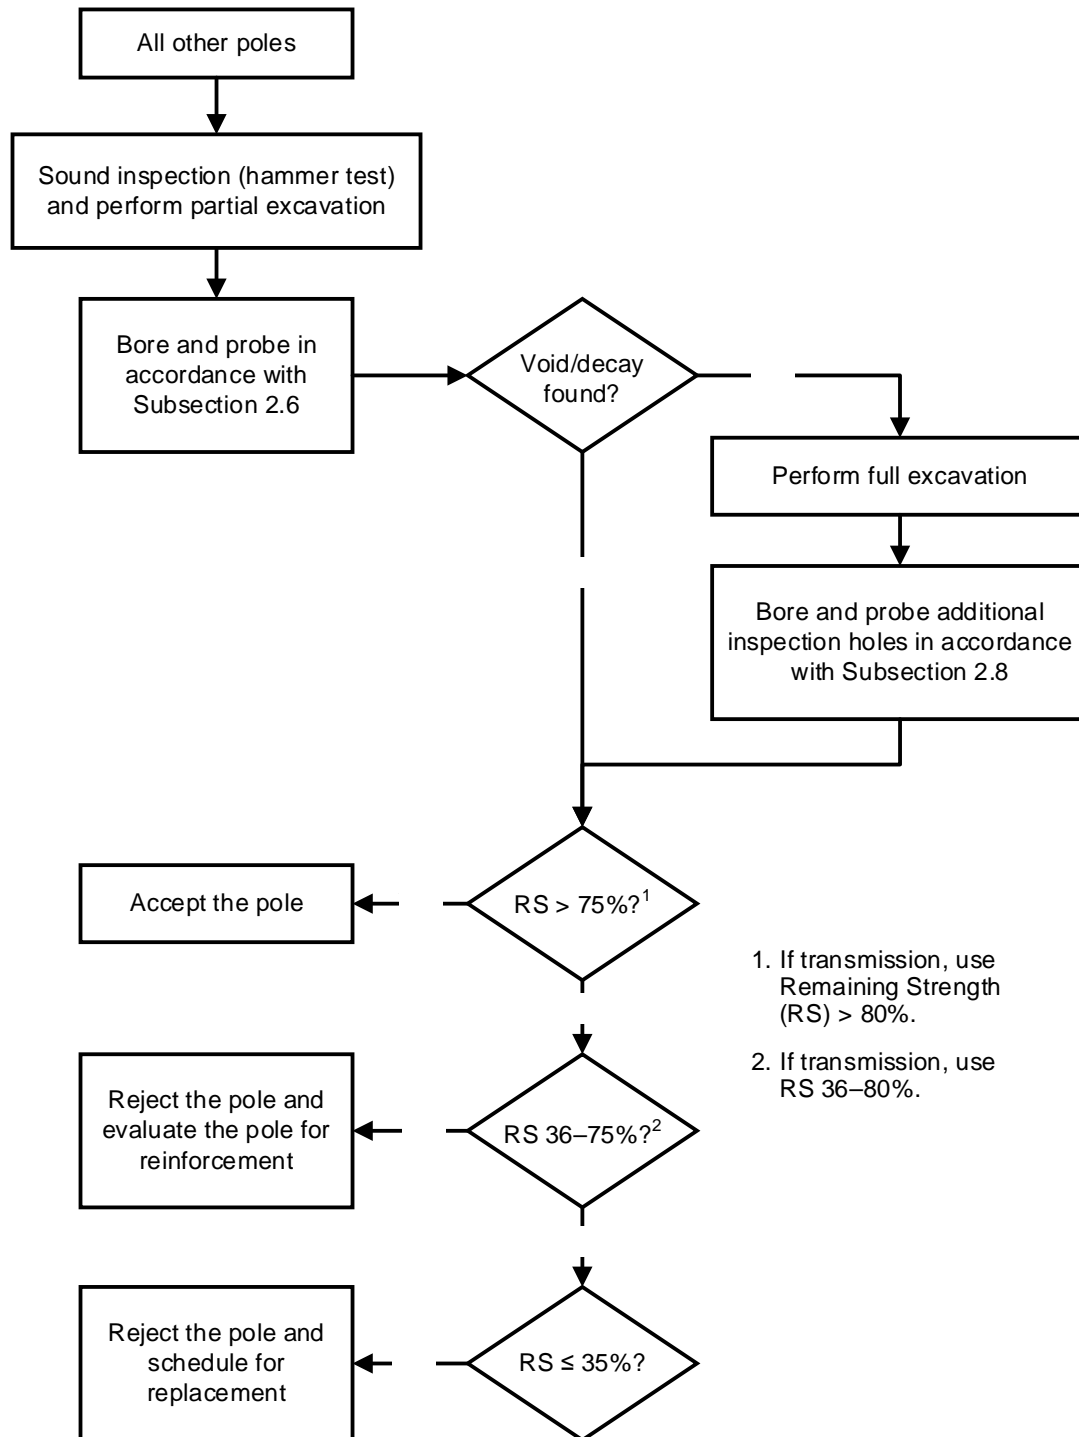 All other poles
Sound inspection (hammer test)
and perform partial excavation
Bore and probe in
accordance with
Subsection 2.6
Void/decay
found?
Perform full excavation
Bore and probe additional
inspection holes in accordance
with Subsection 2.8
RS > 75%?¹
Accept the pole
1. If transmission, use
Remaining Strength
(RS) > 80%.
2. If transmission, use
RS 36–80%.
RS 36–75%?²
Reject the pole and
evaluate the pole for
reinforcement
RS ≤ 35%?
Reject the pole and
schedule for
replacement